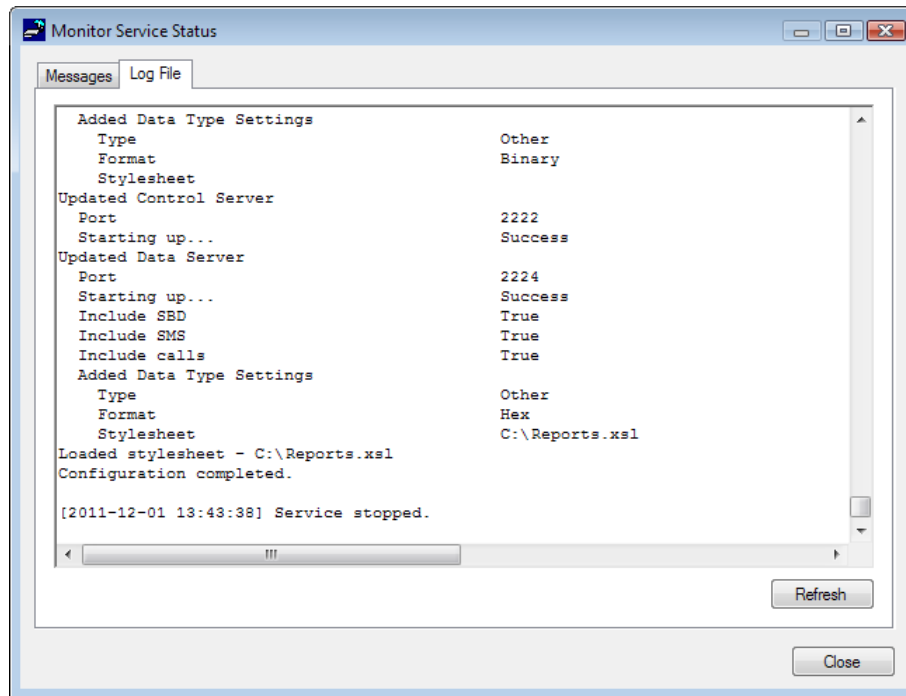 Monitor Service Status
Messages
Log File
Added Data Type Settings
Type Other
Format Binary
Stylesheet
Updated Control Server
Port 2222
Starting up... Success
Updated Data Server
Port 2224
Starting up... Success
Include SBD True
Include SMS True
Include calls True
Added Data Type Settings
Type Other
Format Hex
Stylesheet C:\Reports.xsl
Loaded stylesheet - C:\Reports.xsl
Configuration completed.
[2011-12-01 13:43:38] Service stopped.
Refresh
Close